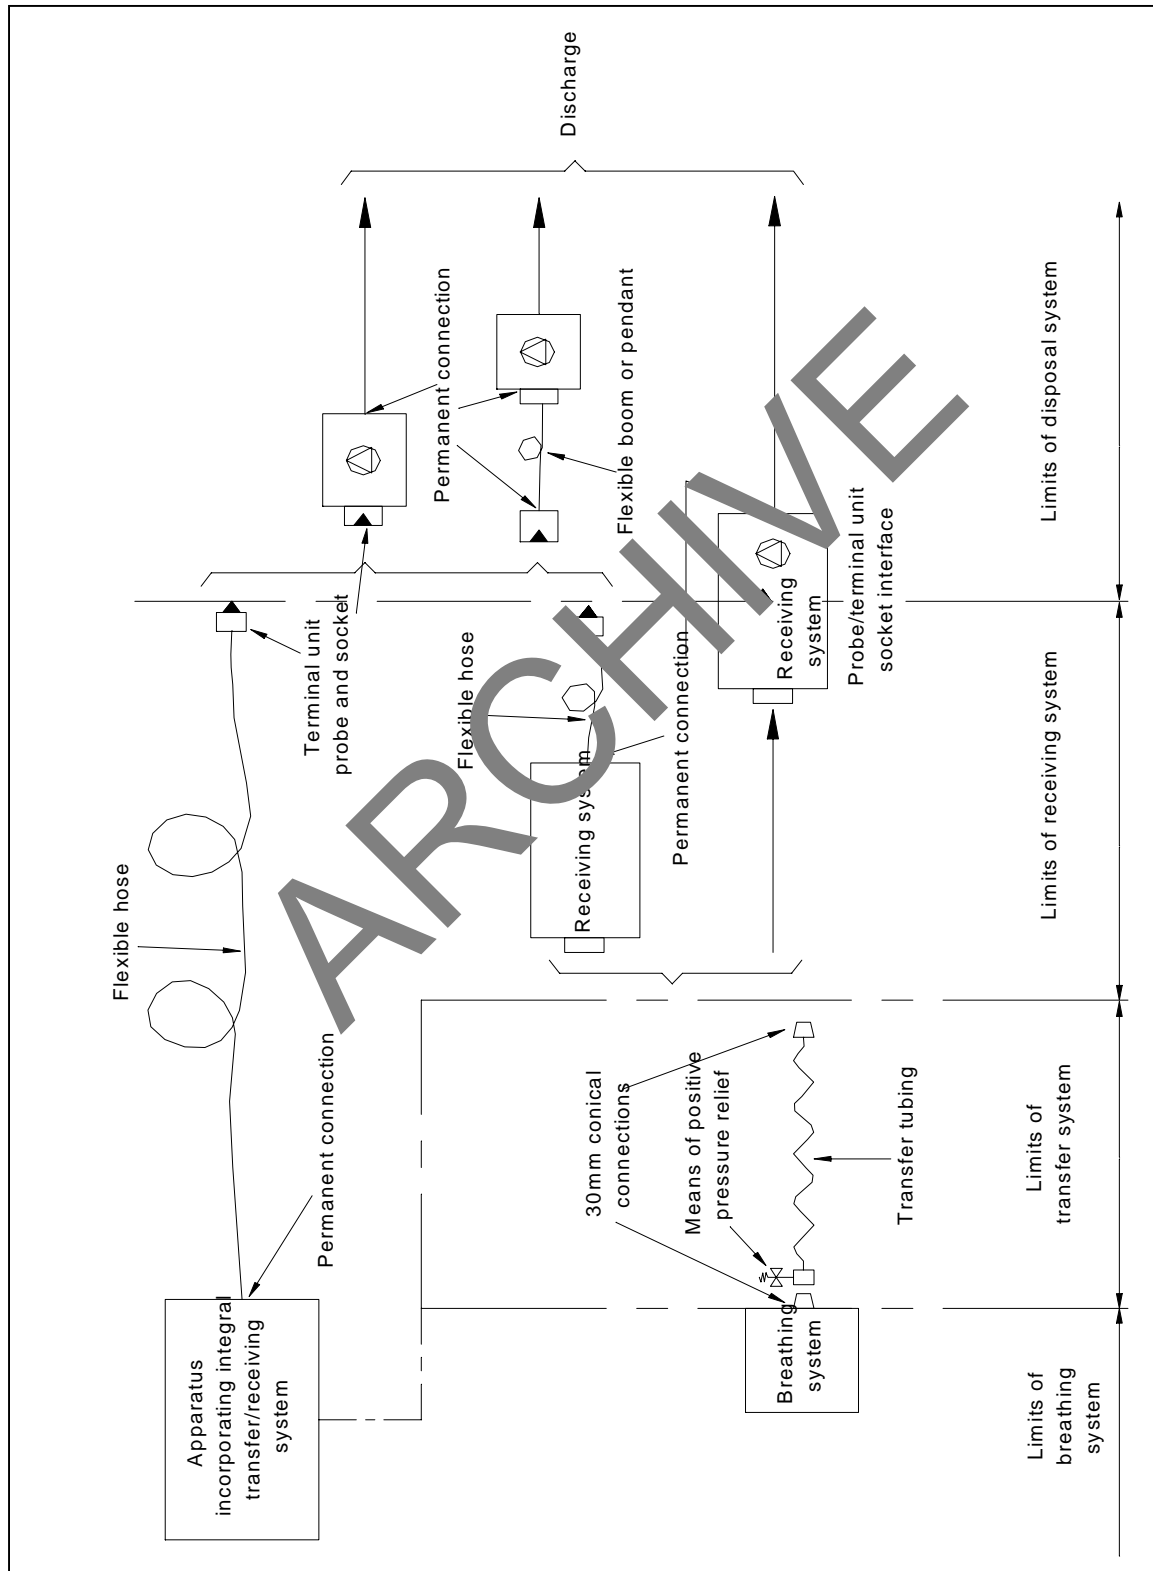 Discharge
Permanent connection
Flexible boom or pendant
Terminal unit
probe and socket
Flexible hose
Receiving system
Permanent connection
Receiving
system
Probe/terminal unit
socket interface
Flexible hose
Permanent connection
30mm conical
connections
Means of positive
pressure relief
Transfer tubing
Apparatus
incorporating integral
transfer/receiving
system
Breathing
system
Limits of
breathing
system
Limits of
transfer system
Limits of receiving system
Limits of disposal system
ARCHIVE